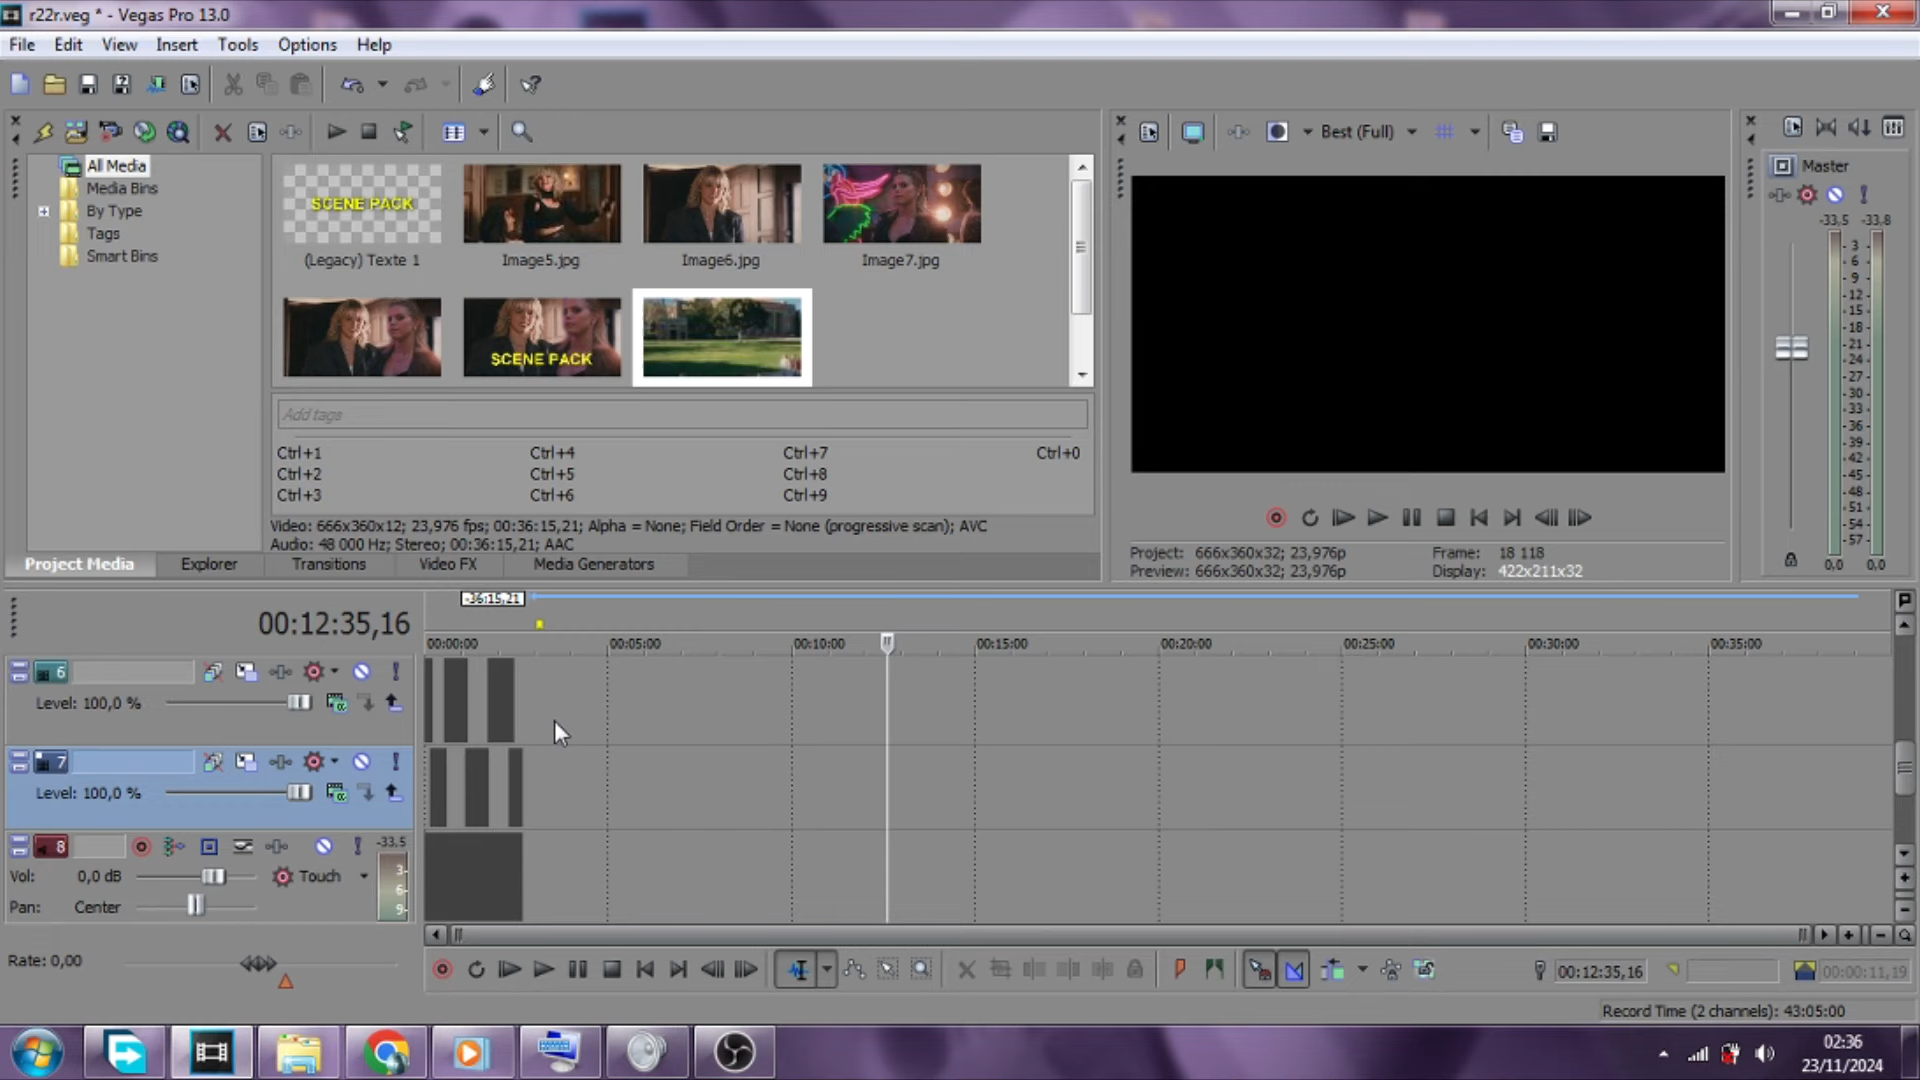 r22r.veg * - Vegas Pro 13.0
File Edit View Insert Tools Options Help
Best (Full)
All Media
Media Bins
By Type
Tags
Smart Bins
SCENE PACK
(Legacy) Texte 1
Image5.jpg
Image6.jpg
Image7.jpg
SCENE PACK
Add tags
Ctrl+1 Ctrl+4 Ctrl+7 Ctrl+0
Ctrl+2 Ctrl+5 Ctrl+8
Ctrl+3 Ctrl+6 Ctrl+9
Video: 666x360x12; 23,976 fps; 00:36:15,21; Alpha = None; Field Order = None (progressive scan); AVC
Audio: 48 000 Hz; Stereo; 00:36:15,21; AAC
Project Media Explorer Transitions Video FX Media Generators
Project: 666x360x32; 23,976p Frame: 18 118
Preview: 666x360x32; 23,976p Display: 422x211x32
Master
-33,5 -33,8
- 3 -
- 6 -
- 9 -
-12-
-15-
-18-
-21-
-24-
-27-
-30-
-33-
-36-
-39-
-42-
-45-
-48-
-51-
-54-
-57-
0,0 0,0
00:12:35,16
-36:15,21
00:00:00 00:05:00 00:10:00 00:15:00 00:20:00 00:25:00 00:30:00 00:35:00
6
Level: 100,0 %
7
Level: 100,0 %
8
-33,5
Vol: 0,0 dB Touch
3-
6-
9-
Pan: Center
Rate: 0,00
00:12:35,16
00:00:11,19
Record Time (2 channels): 43:05:00
02:36
23/11/2024